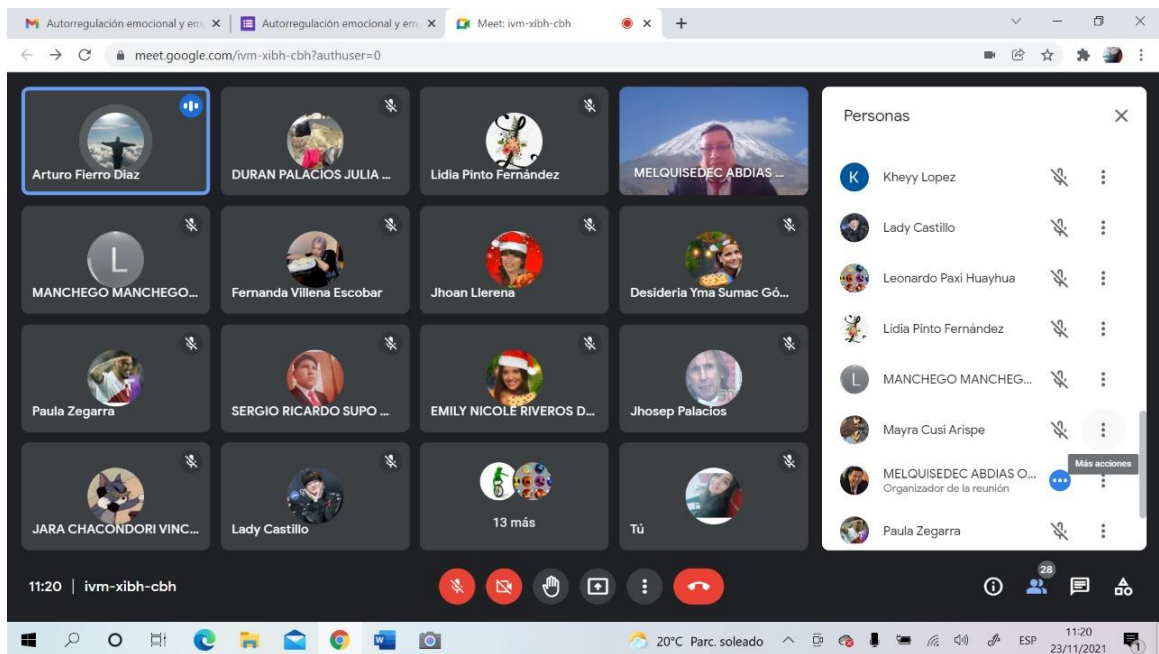 Autorregulación emocional y em
Autorregulación emocional y em
Meet: ivm-xibh-cbh
meet.google.com/ivm-xibh-cbh?authuser=0
Arturo Fierro Diaz
DURAN PALACIOS JULIA ...
Lidia Pinto Fernández
MELQUISEDEC ABDIAS ...
L
MANCHEGO MANCHEGO...
Fernanda Villena Escobar
Jhoan Llerena
Desideria Yma Sumac Gó...
Paula Zegarra
SERGIO RICARDO SUPO ...
EMILY NICOLE RIVEROS D...
Jhosep Palacios
JARA CHACONDORI VINC...
Lady Castillo
13 más
Tú
Personas
K
Kheyy Lopez
Lady Castillo
Leonardo Paxi Huayhua
Lidia Pinto Fernández
L
MANCHEGO MANCHEG...
Mayra Cusi Arispe
Más acciones
MELQUISEDEC ABDIAS O...
Organizador de la reunión
Paula Zegarra
11:20 | ivm-xibh-cbh
28
20°C Parc. soleado
ESP
11:20
23/11/2021
1